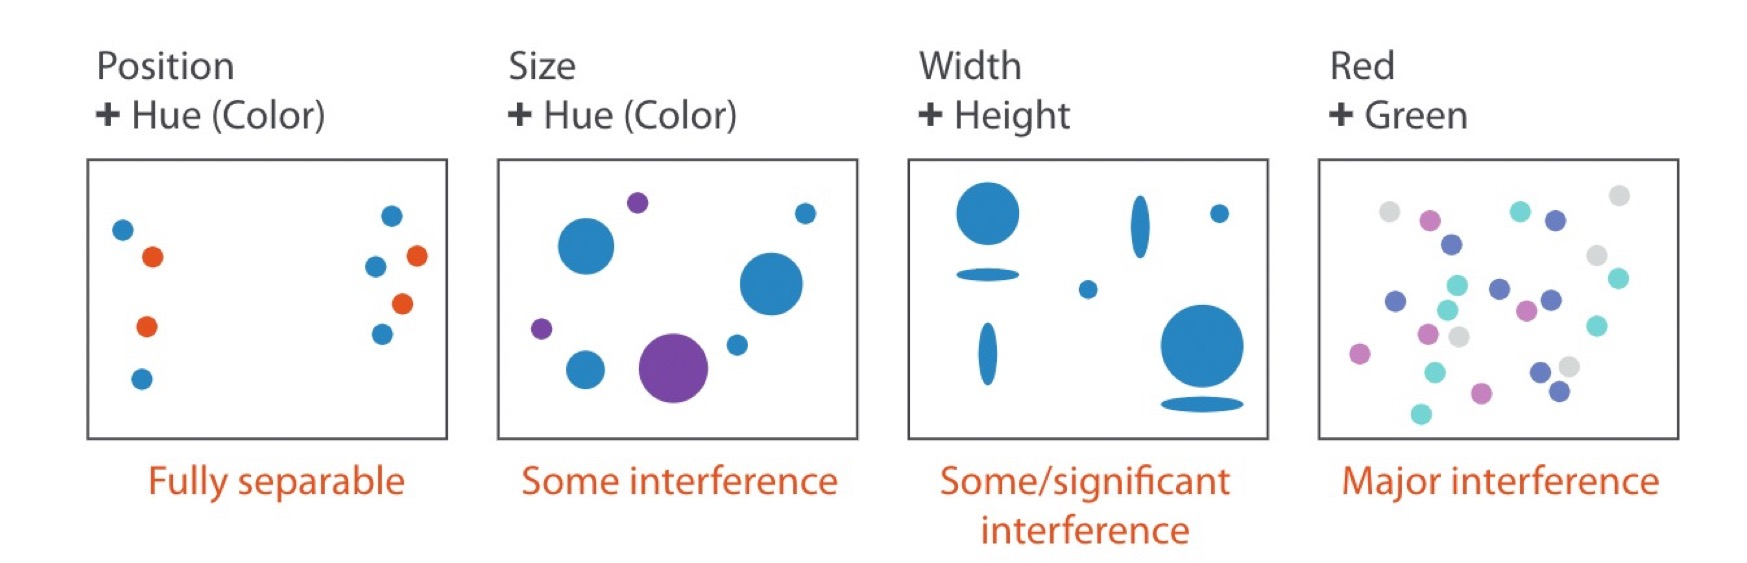 Position
+ Hue (Color)
Fully separable
Size
+ Hue (Color)
Some interference
Width
+ Height
Some/significant
interference
Red
+ Green
Major interference